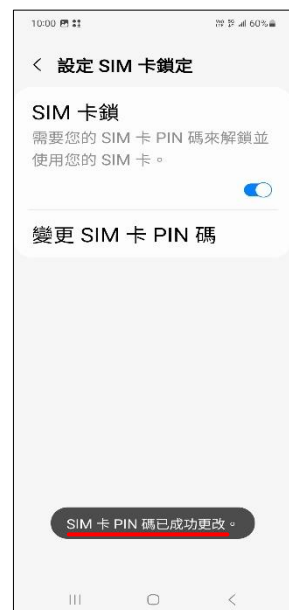 10:00
60%
< 設定 SIM 卡鎖定
SIM 卡鎖
需要您的 SIM 卡 PIN 碼來解鎖並
使用您的 SIM 卡。
變更 SIM 卡 PIN 碼
SIM 卡 PIN 碼已成功更改。